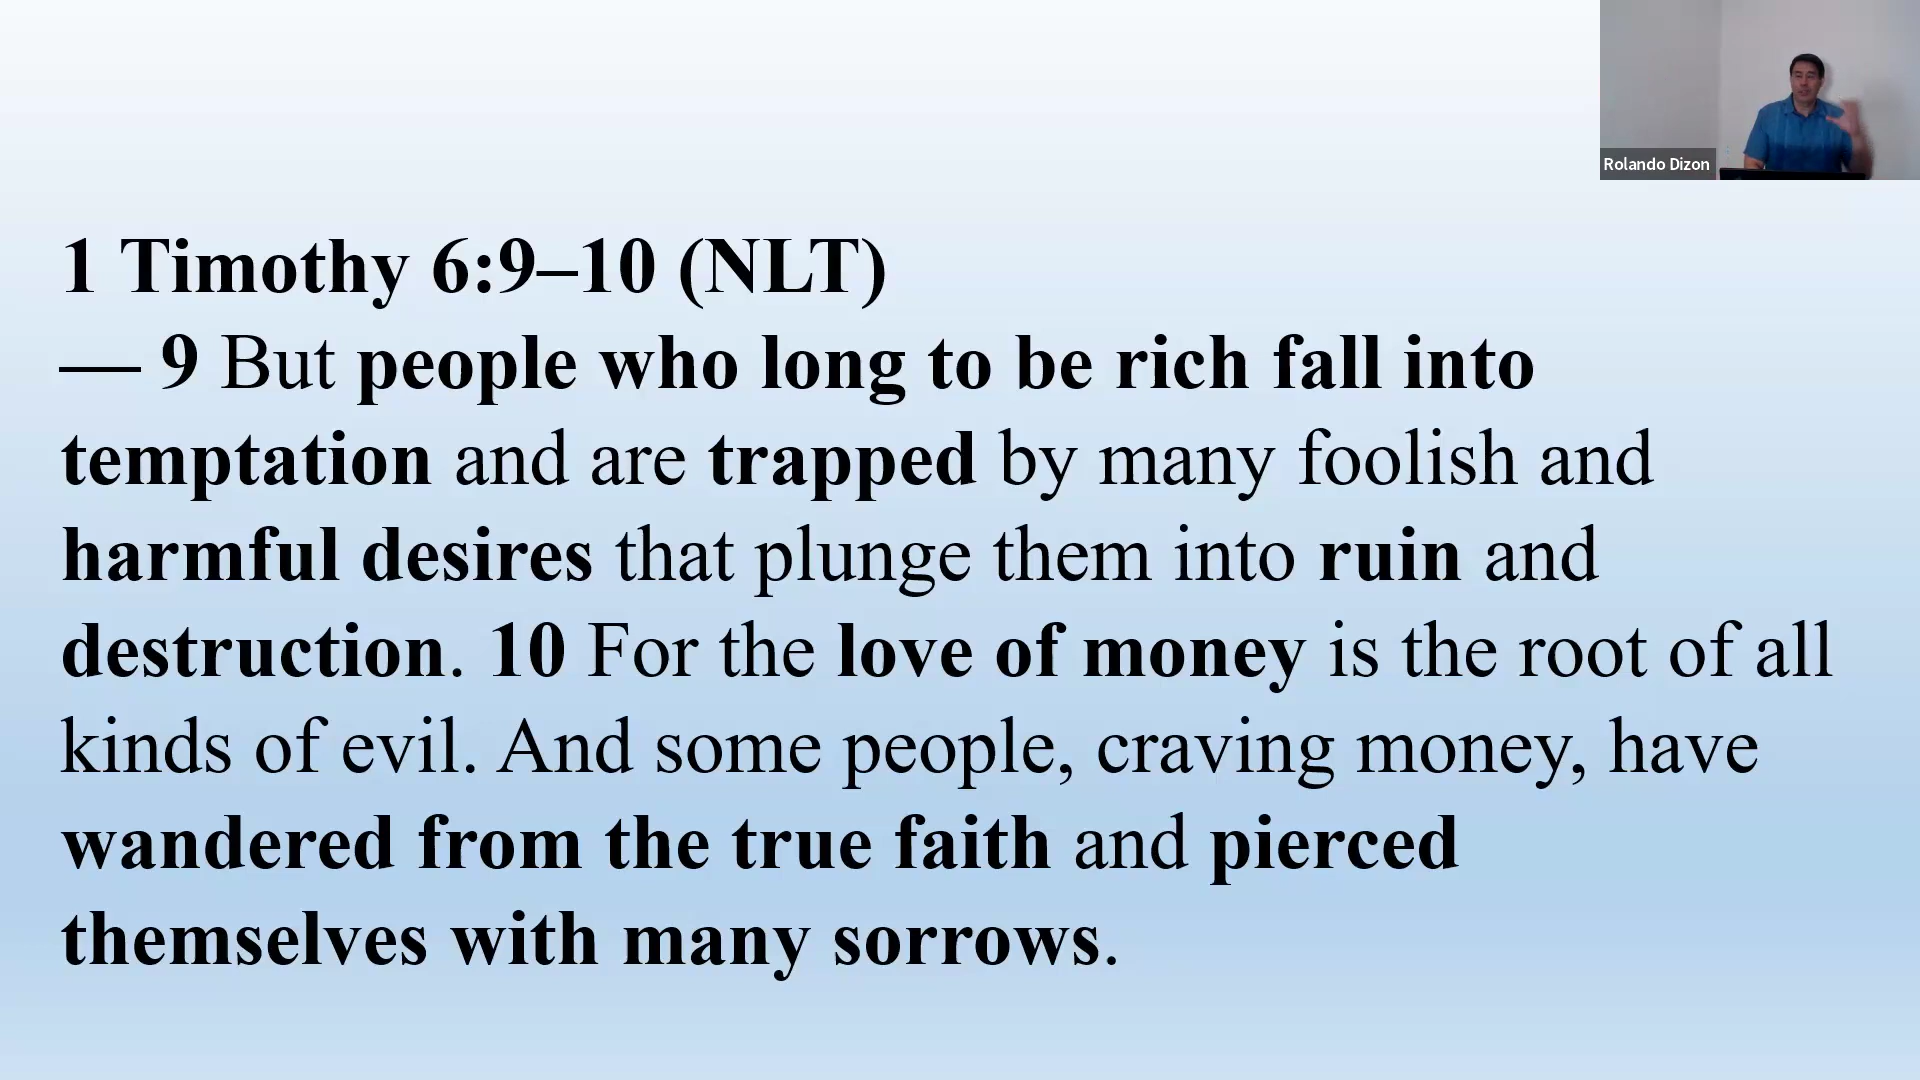 Rolando Dizon
1 Timothy 6:9–10 (NLT)
— 9 But people who long to be rich fall into
temptation and are trapped by many foolish and
harmful desires that plunge them into ruin and
destruction. 10 For the love of money is the root of all
kinds of evil. And some people, craving money, have
wandered from the true faith and pierced
themselves with many sorrows.